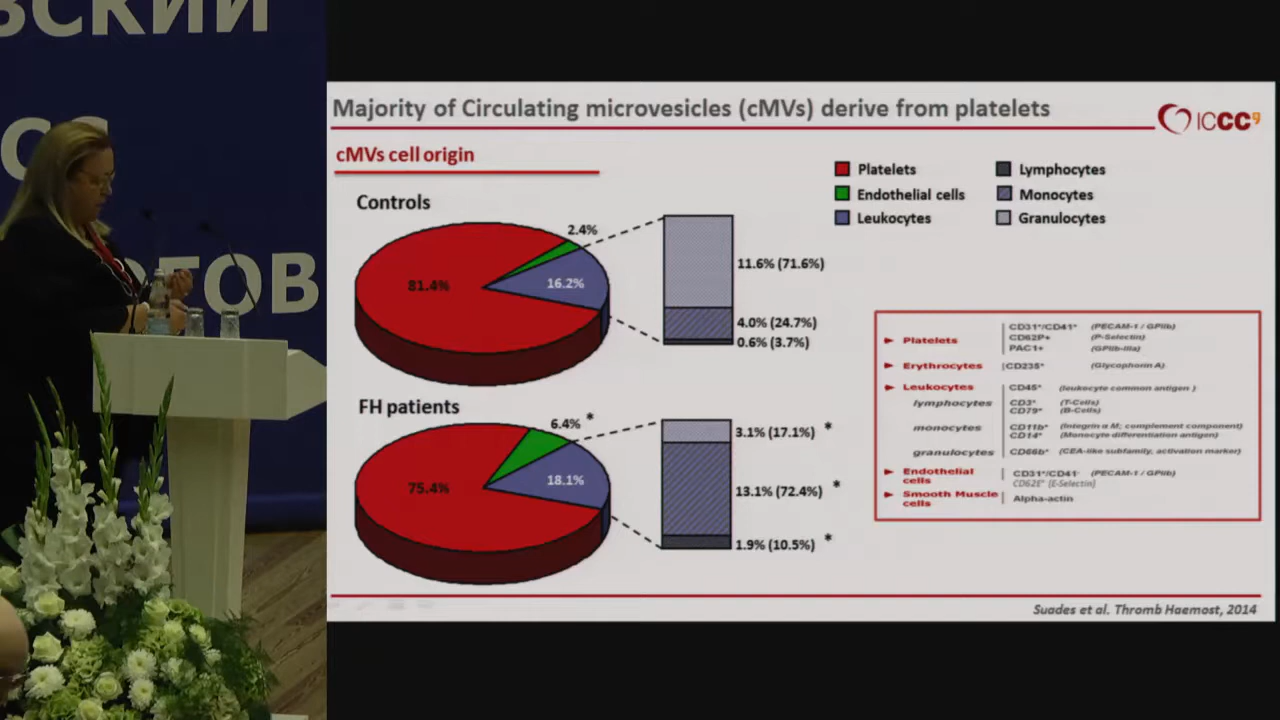 ВСКИЙ
ТОВ
Majority of Circulating microvesicles (cMVs) derive from platelets
ICCC9
cMVs cell origin
Platelets
Endothelial cells
Leukocytes
Lymphocytes
Monocytes
Granulocytes
Controls
2.4%
81.4%
16.2%
11.6% (71.6%)
4.0% (24.7%)
0.6% (3.7%)
FH patients
6.4% *
75.4%
18.1%
3.1% (17.1%) *
13.1% (72.4%) *
1.9% (10.5%) *
Platelets
CD31⁺/CD41⁺ (PECAM-1 / GPIIb)
CD62P+ (P-Selectin)
PAC1+ (GPIIb-IIIa)
Erythrocytes CD235⁺ (Glycophorin A)
Leukocytes CD45⁺ (leukocyte common antigen )
lymphocytes
CD3⁺ (T-Cells)
CD79⁺ (B-Cells)
monocytes
CD11b⁺ (Integrin α M; complement component)
CD14⁺ (Monocyte differentiation antigen)
granulocytes CD66b⁺ (CEA-like subfamily, activation marker)
Endothelial cells
CD31⁺/CD41⁻ (PECAM-1 / GPIIb)
CD62E⁺ (E-Selectin)
Smooth Muscle cells
Alpha-actin
Suades et al. Thromb Haemost, 2014